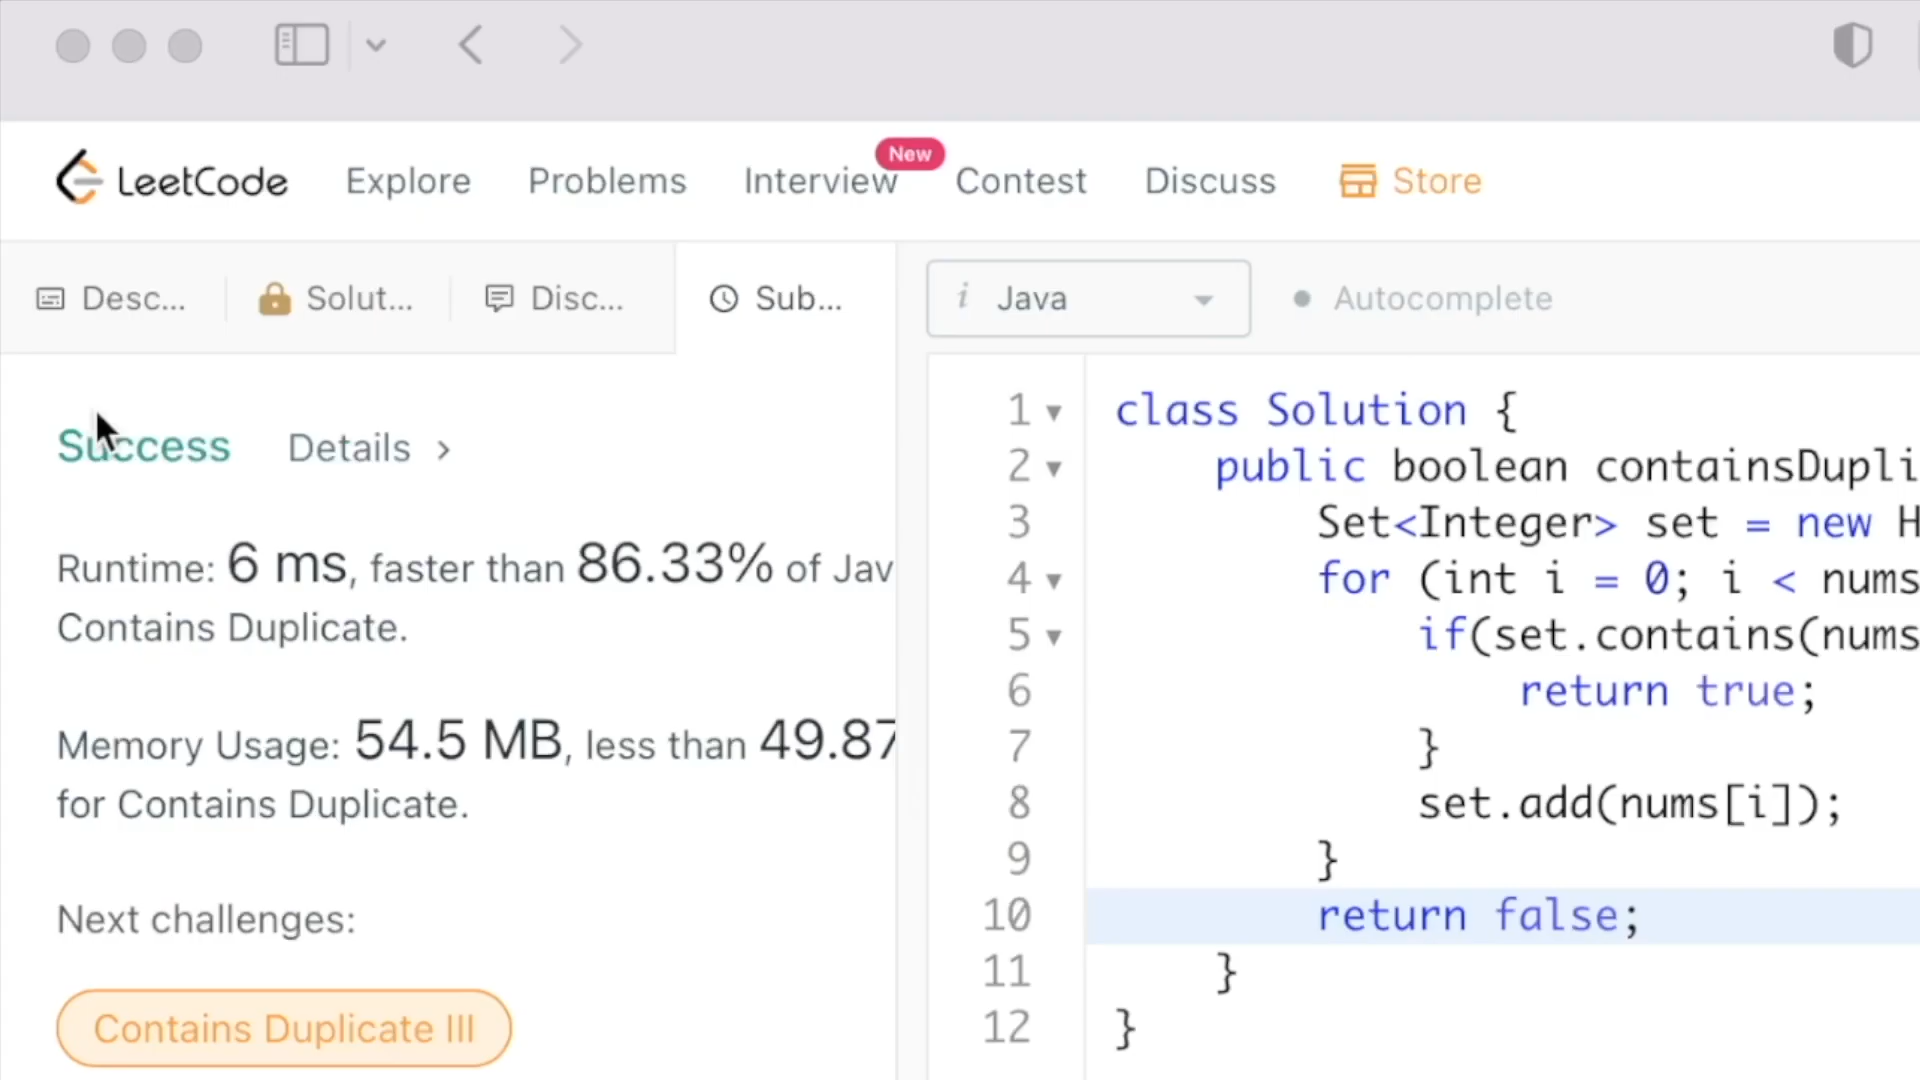 LeetCode Explore Problems Interview New Contest Discuss Store
Desc... Solut... Disc... Sub...
i Java Autocomplete
Success Details >
Runtime: 6 ms, faster than 86.33% of Jav
Contains Duplicate.
Memory Usage: 54.5 MB, less than 49.87
for Contains Duplicate.
Next challenges:
Contains Duplicate III
1 class Solution {
2 public boolean containsDupli
3 Set<Integer> set = new H
4 for (int i = 0; i < nums
5 if(set.contains(nums
6 return true;
7 }
8 set.add(nums[i]);
9 }
10 return false;
11 }
12 }